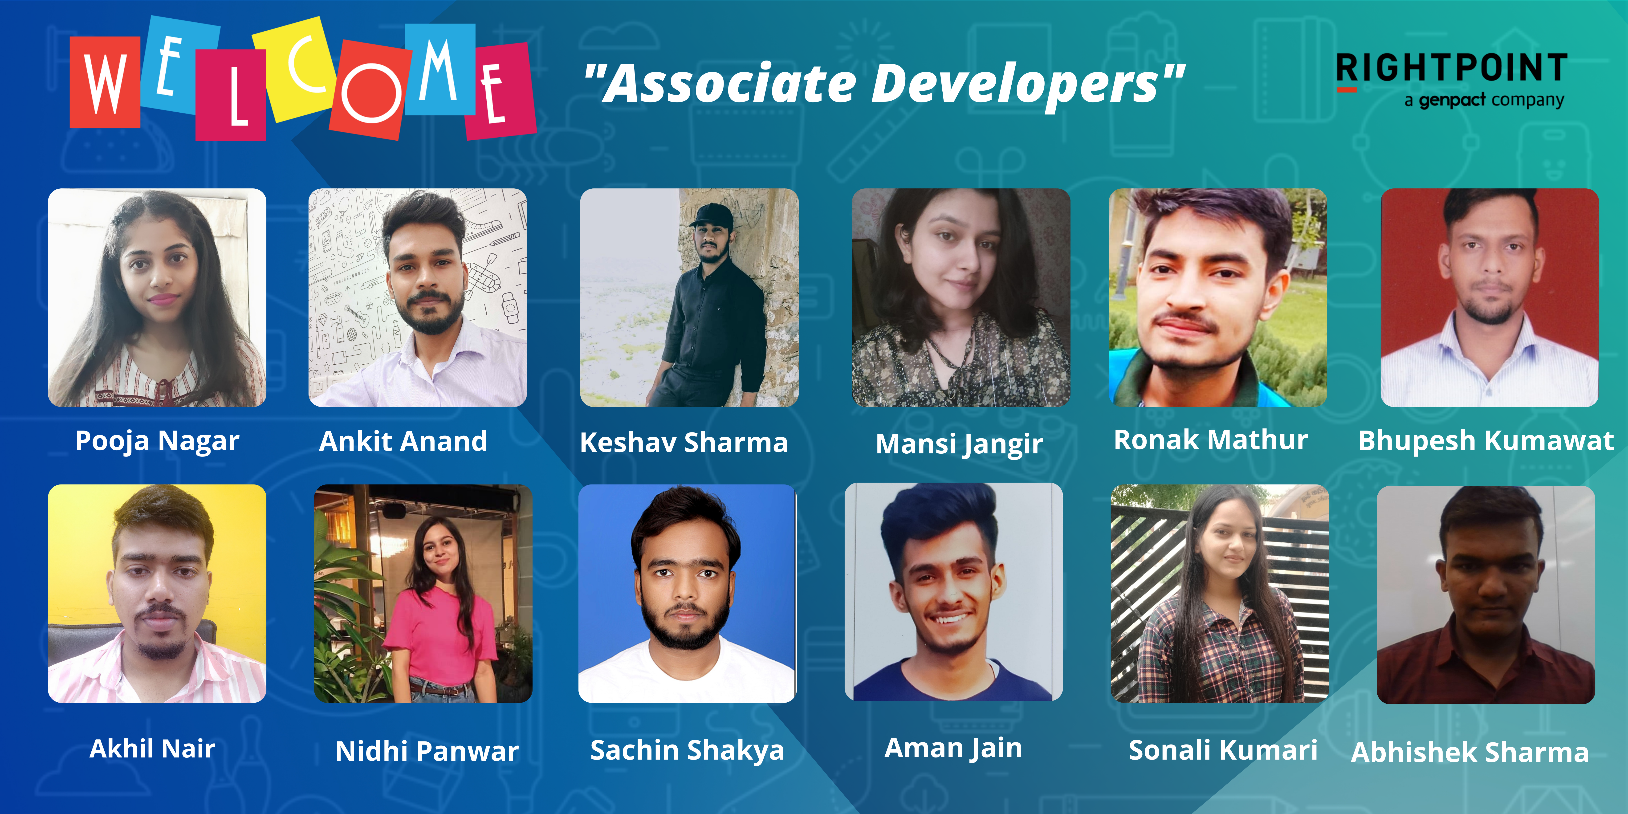 WELCOME
"Associate Developers"
RIGHTPOINT
a genpact company
Pooja Nagar
Ankit Anand
Keshav Sharma
Mansi Jangir
Ronak Mathur
Bhupesh Kumawat
Akhil Nair
Nidhi Panwar
Sachin Shakya
Aman Jain
Sonali Kumari
Abhishek Sharma